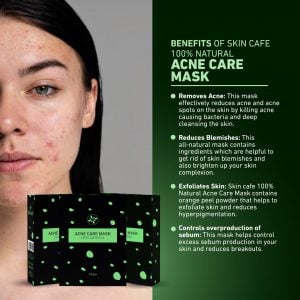 BENEFITS OF SKIN CAFE
100% NATURAL
ACNE CARE
MASK
Removes Acne: This mask
effectively reduces acne and acne
spots on the skin by killing acne
causing bacteria and deep
cleansing the skin.
Reduces Blemishes: This
all-natural mask contains
ingredients which are helpful to
get rid of skin blemishes and
also brighten up your skin
complexion.
Exfoliates Skin: Skin cafe 100%
Natural Acne Care Mask contains
orange peel powder that helps to
exfoliate skin and reduces
hyperpigmentation.
Controls overproduction of
sebum: This mask helps control
excess sebum production in your
skin and reduces breakouts.
ACNE CARE MASK